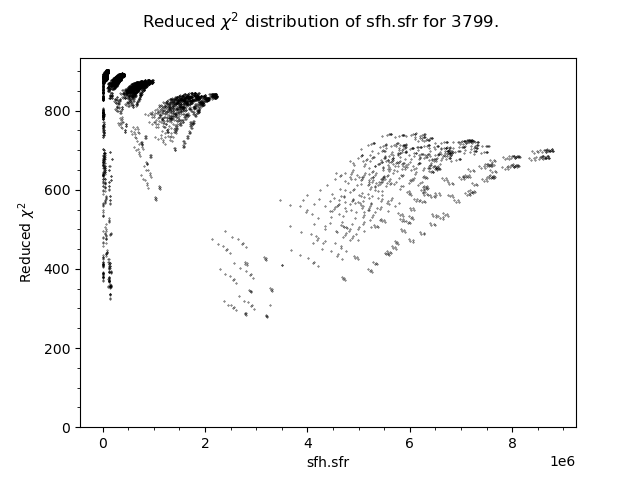 Reduced χ² distribution of sfh.sfr for 3799.
Reduced χ²
800
600
400
200
0
0 2 4 6 8
1e6
sfh.sfr